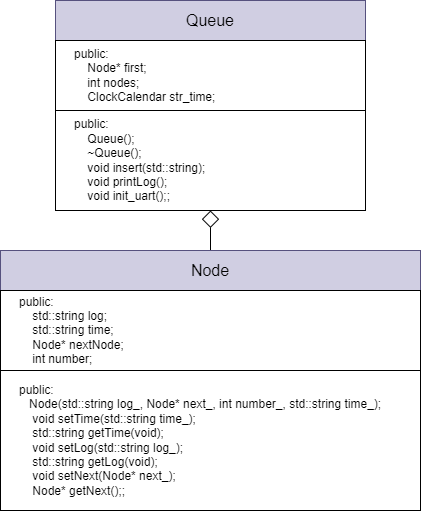 Queue
public:
Node* first;
int nodes;
ClockCalendar str_time;
public:
Queue();
~Queue();
void insert(std::string);
void printLog();
void init_uart();;
Node
public:
std::string log;
std::string time;
Node* nextNode;
int number;
public:
Node(std::string log_, Node* next_, int number_, std::string time_);
void setTime(std::string time_);
std::string getTime(void);
void setLog(std::string log_);
std::string getLog(void);
void setNext(Node* next_);
Node* getNext();;